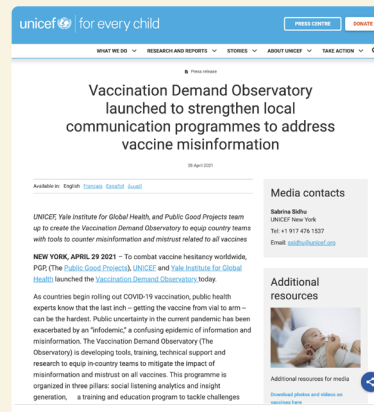 unicef for every child
PRESS CENTRE
DONATE
WHAT WE DO
RESEARCH AND REPORTS
STORIES
ABOUT UNICEF
TAKE ACTION
Press release
Vaccination Demand Observatory
launched to strengthen local
communication programmes to address
vaccine misinformation
Available in: English Français Español العربية
UNICEF, Yale Institute for Global Health, and Public Good Projects team
up to create the Vaccination Demand Observatory to equip country teams
with tools to counter misinformation and mistrust related to all vaccines
NEW YORK, APRIL 29 2021 – To combat vaccine hesitancy worldwide,
PGP, (The Public Good Projects), UNICEF and Yale Institute for Global
Health launched the Vaccination Demand Observatory today.
As countries begin rolling out COVID-19 vaccination, public health
experts know that the last inch – getting the vaccine from vial to arm –
can be the hardest. Public uncertainty in the current pandemic has been
exacerbated by an "infodemic," a confusing epidemic of information and
misinformation. The Vaccination Demand Observatory (The
Observatory) is developing tools, training, technical support and
research to equip in-country teams to mitigate the impact of
misinformation and mistrust on all vaccines. This programme is
organized in three pillars: social listening analytics and insight
generation, a training and education program to tackle challenges
Media contacts
Sabrina Sidhu
UNICEF New York
Tel: +1 917 476 1537
Email: ssidhu@unicef.org
Additional
resources
Additional resources for media
Download photos and videos on
vaccines here